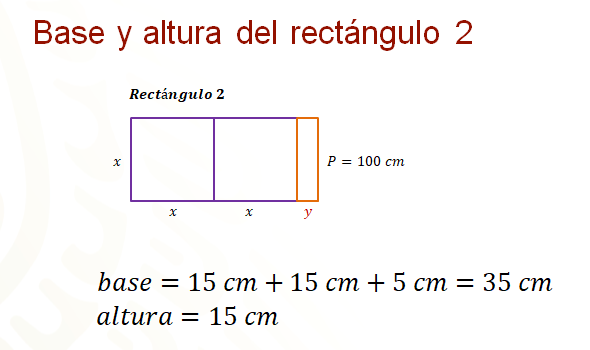 Base y altura del rectángulo 2
Rectángulo 2
x
P = 100 cm
x x y
base = 15 cm + 15 cm + 5 cm = 35 cm
altura = 15 cm